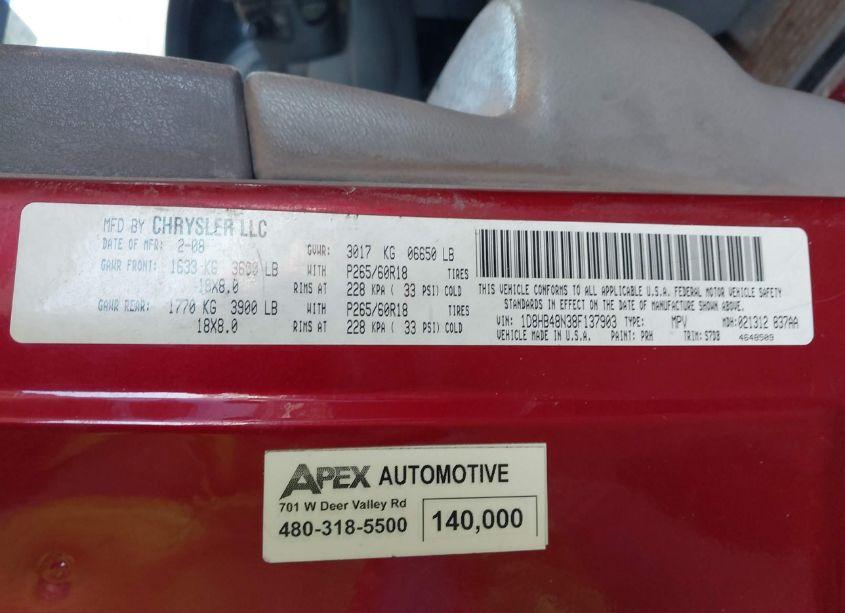 MFD BY CHRYSLER LLC
DATE OF MFR: 2-08 GVWR: 3017 KG 06650 LB
GAWR FRONT: 1633 KG 3600 LB WITH P265/60R18 TIRES
18X8.0 RIMS AT 228 KPA ( 33 PSI) COLD
GAWR REAR: 1770 KG 3900 LB WITH P265/60R18 TIRES
18X8.0 RIMS AT 228 KPA ( 33 PSI) COLD
THIS VEHICLE CONFORMS TO ALL APPLICABLE U.S.A. FEDERAL MOTOR VEHICLE SAFETY
STANDARDS IN EFFECT ON THE DATE OF MANUFACTURE SHOWN ABOVE.
VIN: 1D8HB48N38F137903 TYPE: MPV MDH: 021312 837AA
VEHICLE MADE IN U.S.A. PAINT: PRH TRIM: S7D8 4648509
APEX AUTOMOTIVE
701 W Deer Valley Rd
480-318-5500 140,000